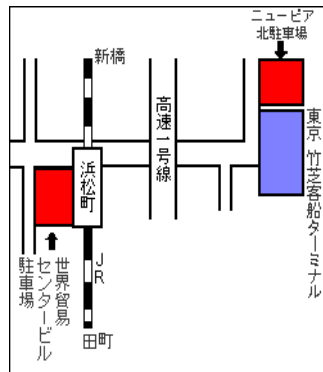 ニューピア
北駐車場
新橋
高速一号線
東京 竹芝客船ターミナル
浜松町
JR
世界貿易
センタービル
駐車場
田町